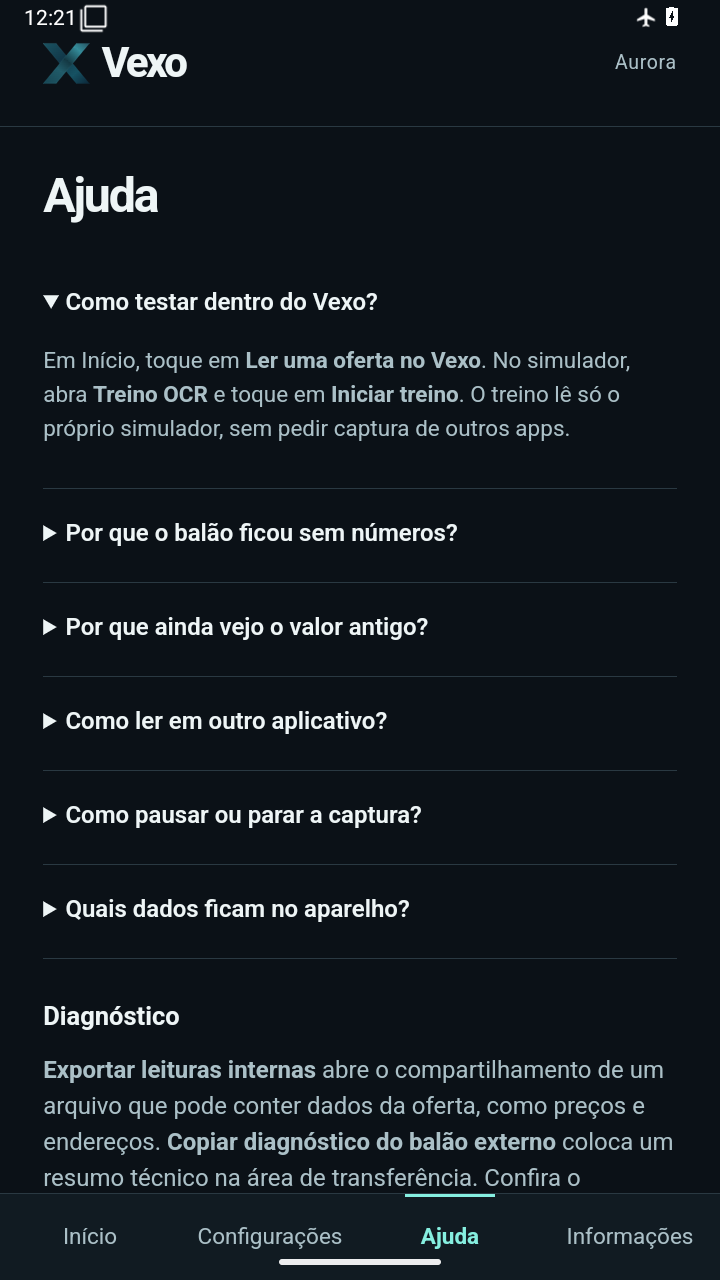 12:21
Vexo
Aurora
Ajuda
Como testar dentro do Vexo?
Em Início, toque em Ler uma oferta no Vexo. No simulador,
abra Treino OCR e toque em Iniciar treino. O treino lê só o
próprio simulador, sem pedir captura de outros apps.
Por que o balão ficou sem números?
Por que ainda vejo o valor antigo?
Como ler em outro aplicativo?
Como pausar ou parar a captura?
Quais dados ficam no aparelho?
Diagnóstico
Exportar leituras internas abre o compartilhamento de um
arquivo que pode conter dados da oferta, como preços e
endereços. Copiar diagnóstico do balão externo coloca um
resumo técnico na área de transferência. Confira o
Início
Configurações
Ajuda
Informações